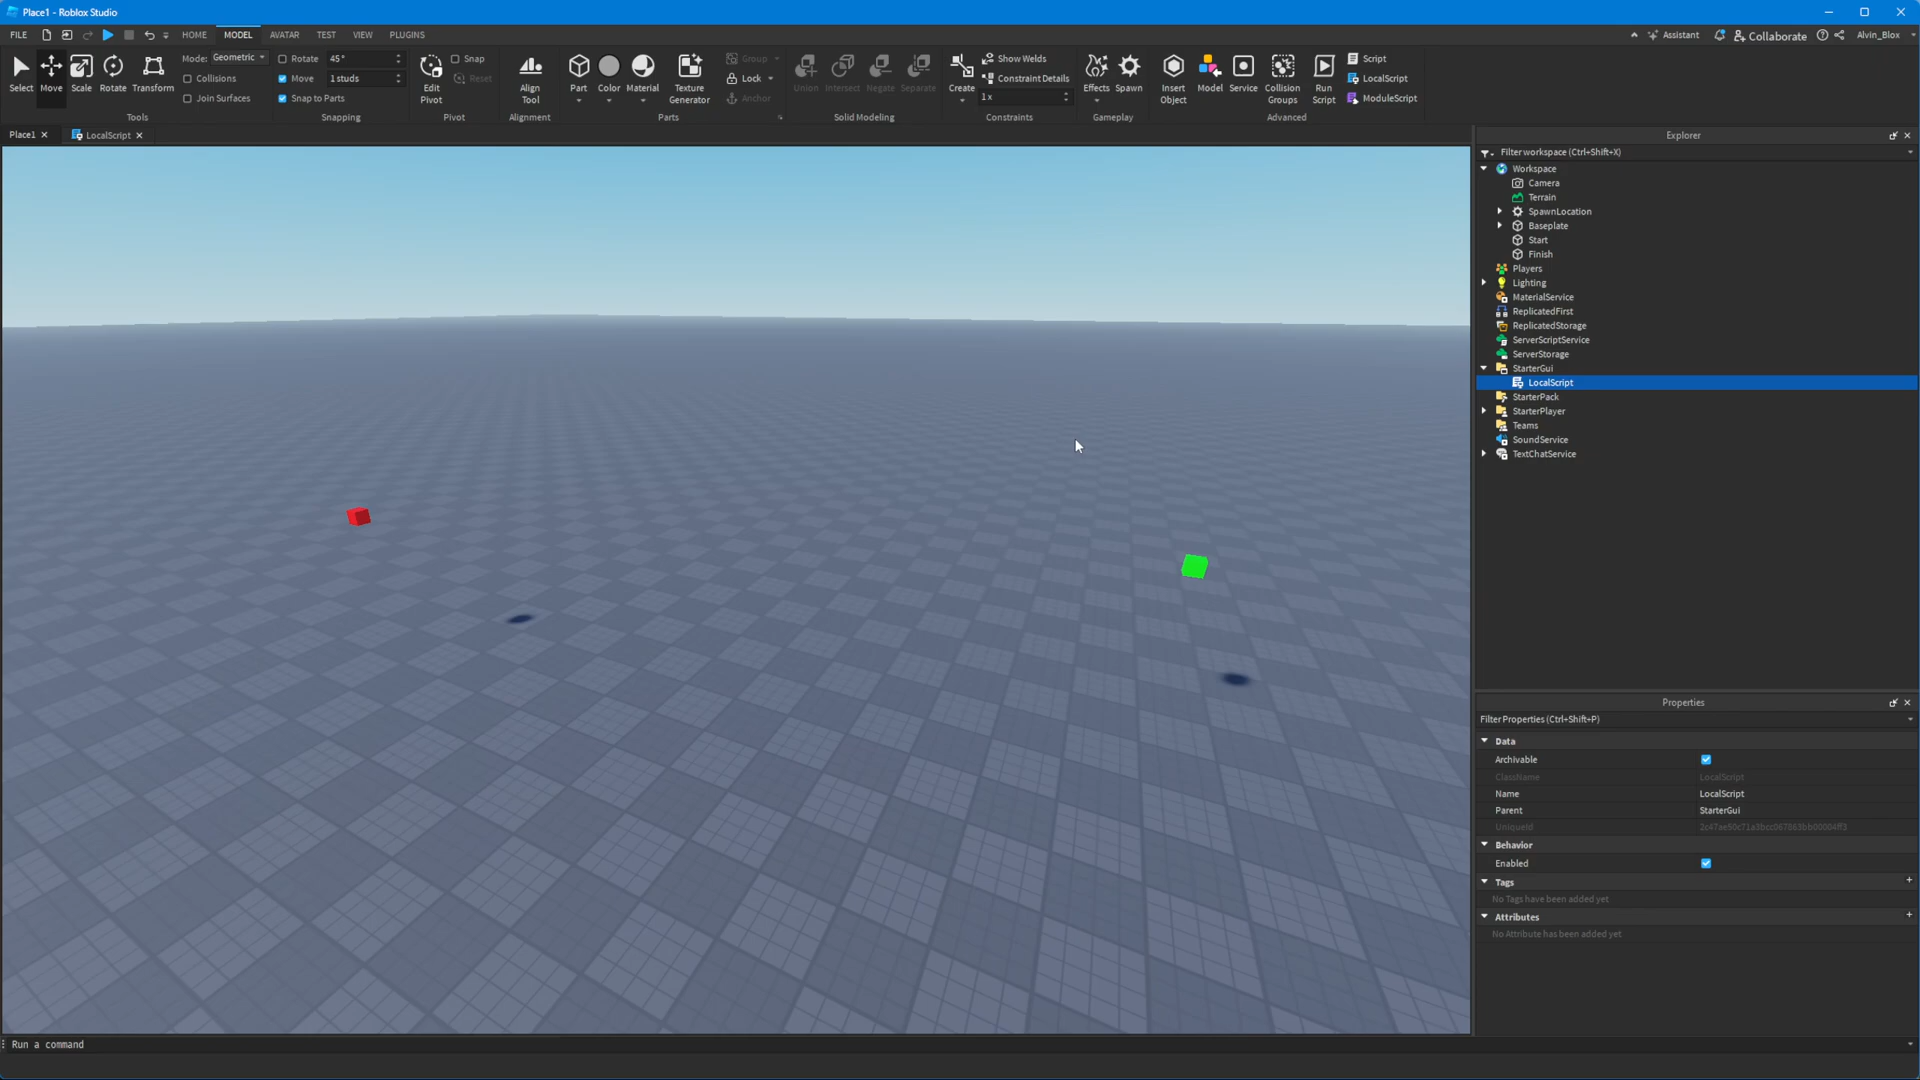 Place1 - Roblox Studio
FILE HOME MODEL AVATAR TEST VIEW PLUGINS Assistant Collaborate Alvin_Blox
Select Move Scale Rotate Transform
Mode: Geometric
Collisions
Join Surfaces
Tools
Rotate 45°
Move 1 studs
Snap to Parts
Snapping
Edit Pivot
Snap
Reset
Pivot
Align Tool
Alignment
Part Color Material Texture Generator
Group
Lock
Anchor
Parts
Union Intersect Negate Separate
Solid Modeling
Create
Show Welds
Constraint Details
1 x
Constraints
Effects Spawn
Gameplay
Insert Object
Model
Service
Collision Groups
Run Script
Script
LocalScript
ModuleScript
Advanced
Place1
LocalScript
Explorer
Filter workspace (Ctrl+Shift+X)
Workspace
Camera
Terrain
SpawnLocation
Baseplate
Start
Finish
Players
Lighting
MaterialService
ReplicatedFirst
ReplicatedStorage
ServerScriptService
ServerStorage
StarterGui
LocalScript
StarterPack
StarterPlayer
Teams
SoundService
TextChatService
Properties
Filter Properties (Ctrl+Shift+P)
Data
Archivable
ClassName LocalScript
Name LocalScript
Parent StarterGui
UniqueId
Behavior
Enabled
Tags
No Tags have been added yet
Attributes
No Attribute has been added yet
Run a command